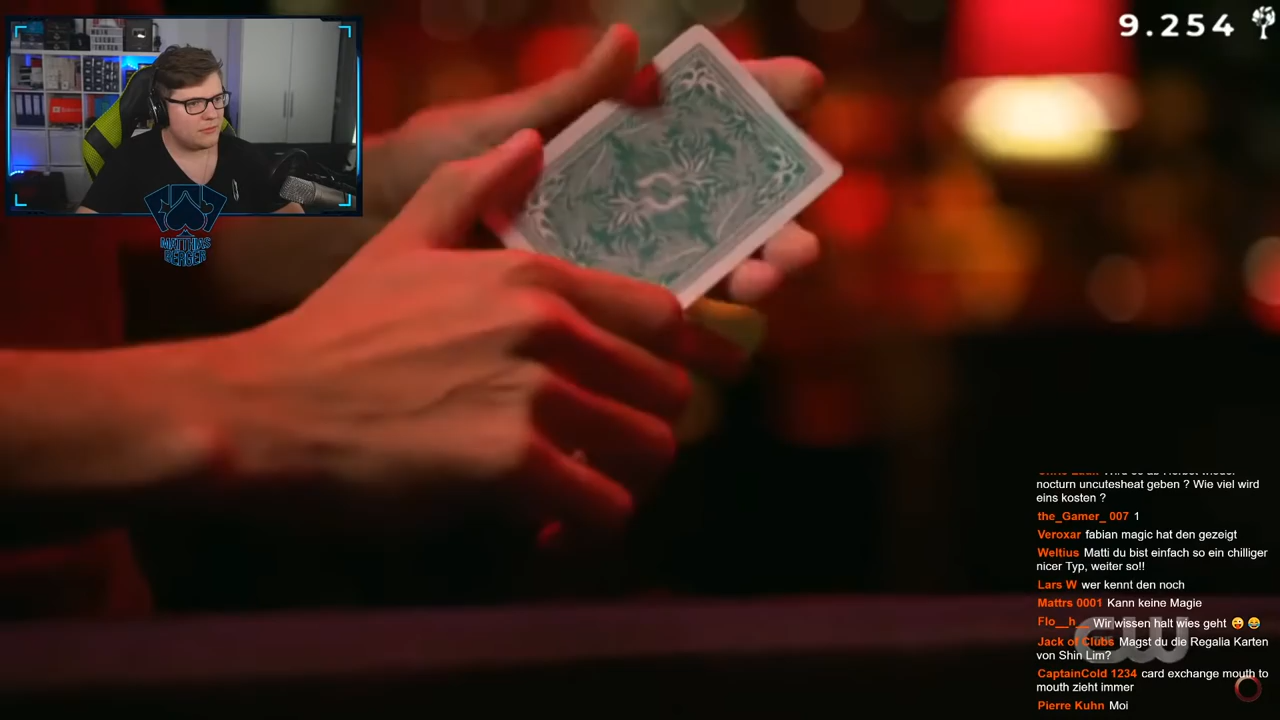 9.254
MATTHIAS
BERGER
nocturn uncutesheat geben ? Wie viel wird
eins kosten ?
the_Gamer_ 007 1
Veroxar fabian magic hat den gezeigt
Weltius Matti du bist einfach so ein chilliger
nicer Typ, weiter so!!
Lars W wer kennt den noch
Mattrs 0001 Kann keine Magie
Flo__h__ Wir wissen halt wies geht 😜 😂
CW
Jack of Clubs Magst du die Regalia Karten
von Shin Lim?
CaptainCold 1234 card exchange mouth to
mouth zieht immer
Pierre Kuhn Moi